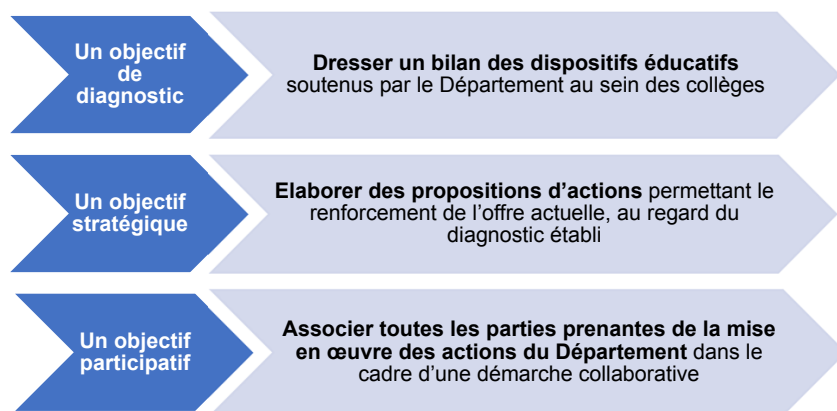 Un objectif
de
diagnostic
Dresser un bilan des dispositifs éducatifs
soutenus par le Département au sein des collèges
Un objectif
stratégique
Elaborer des propositions d’actions permettant le
renforcement de l’offre actuelle, au regard du
diagnostic établi
Un objectif
participatif
Associer toutes les parties prenantes de la mise
en œuvre des actions du Département dans le
cadre d’une démarche collaborative